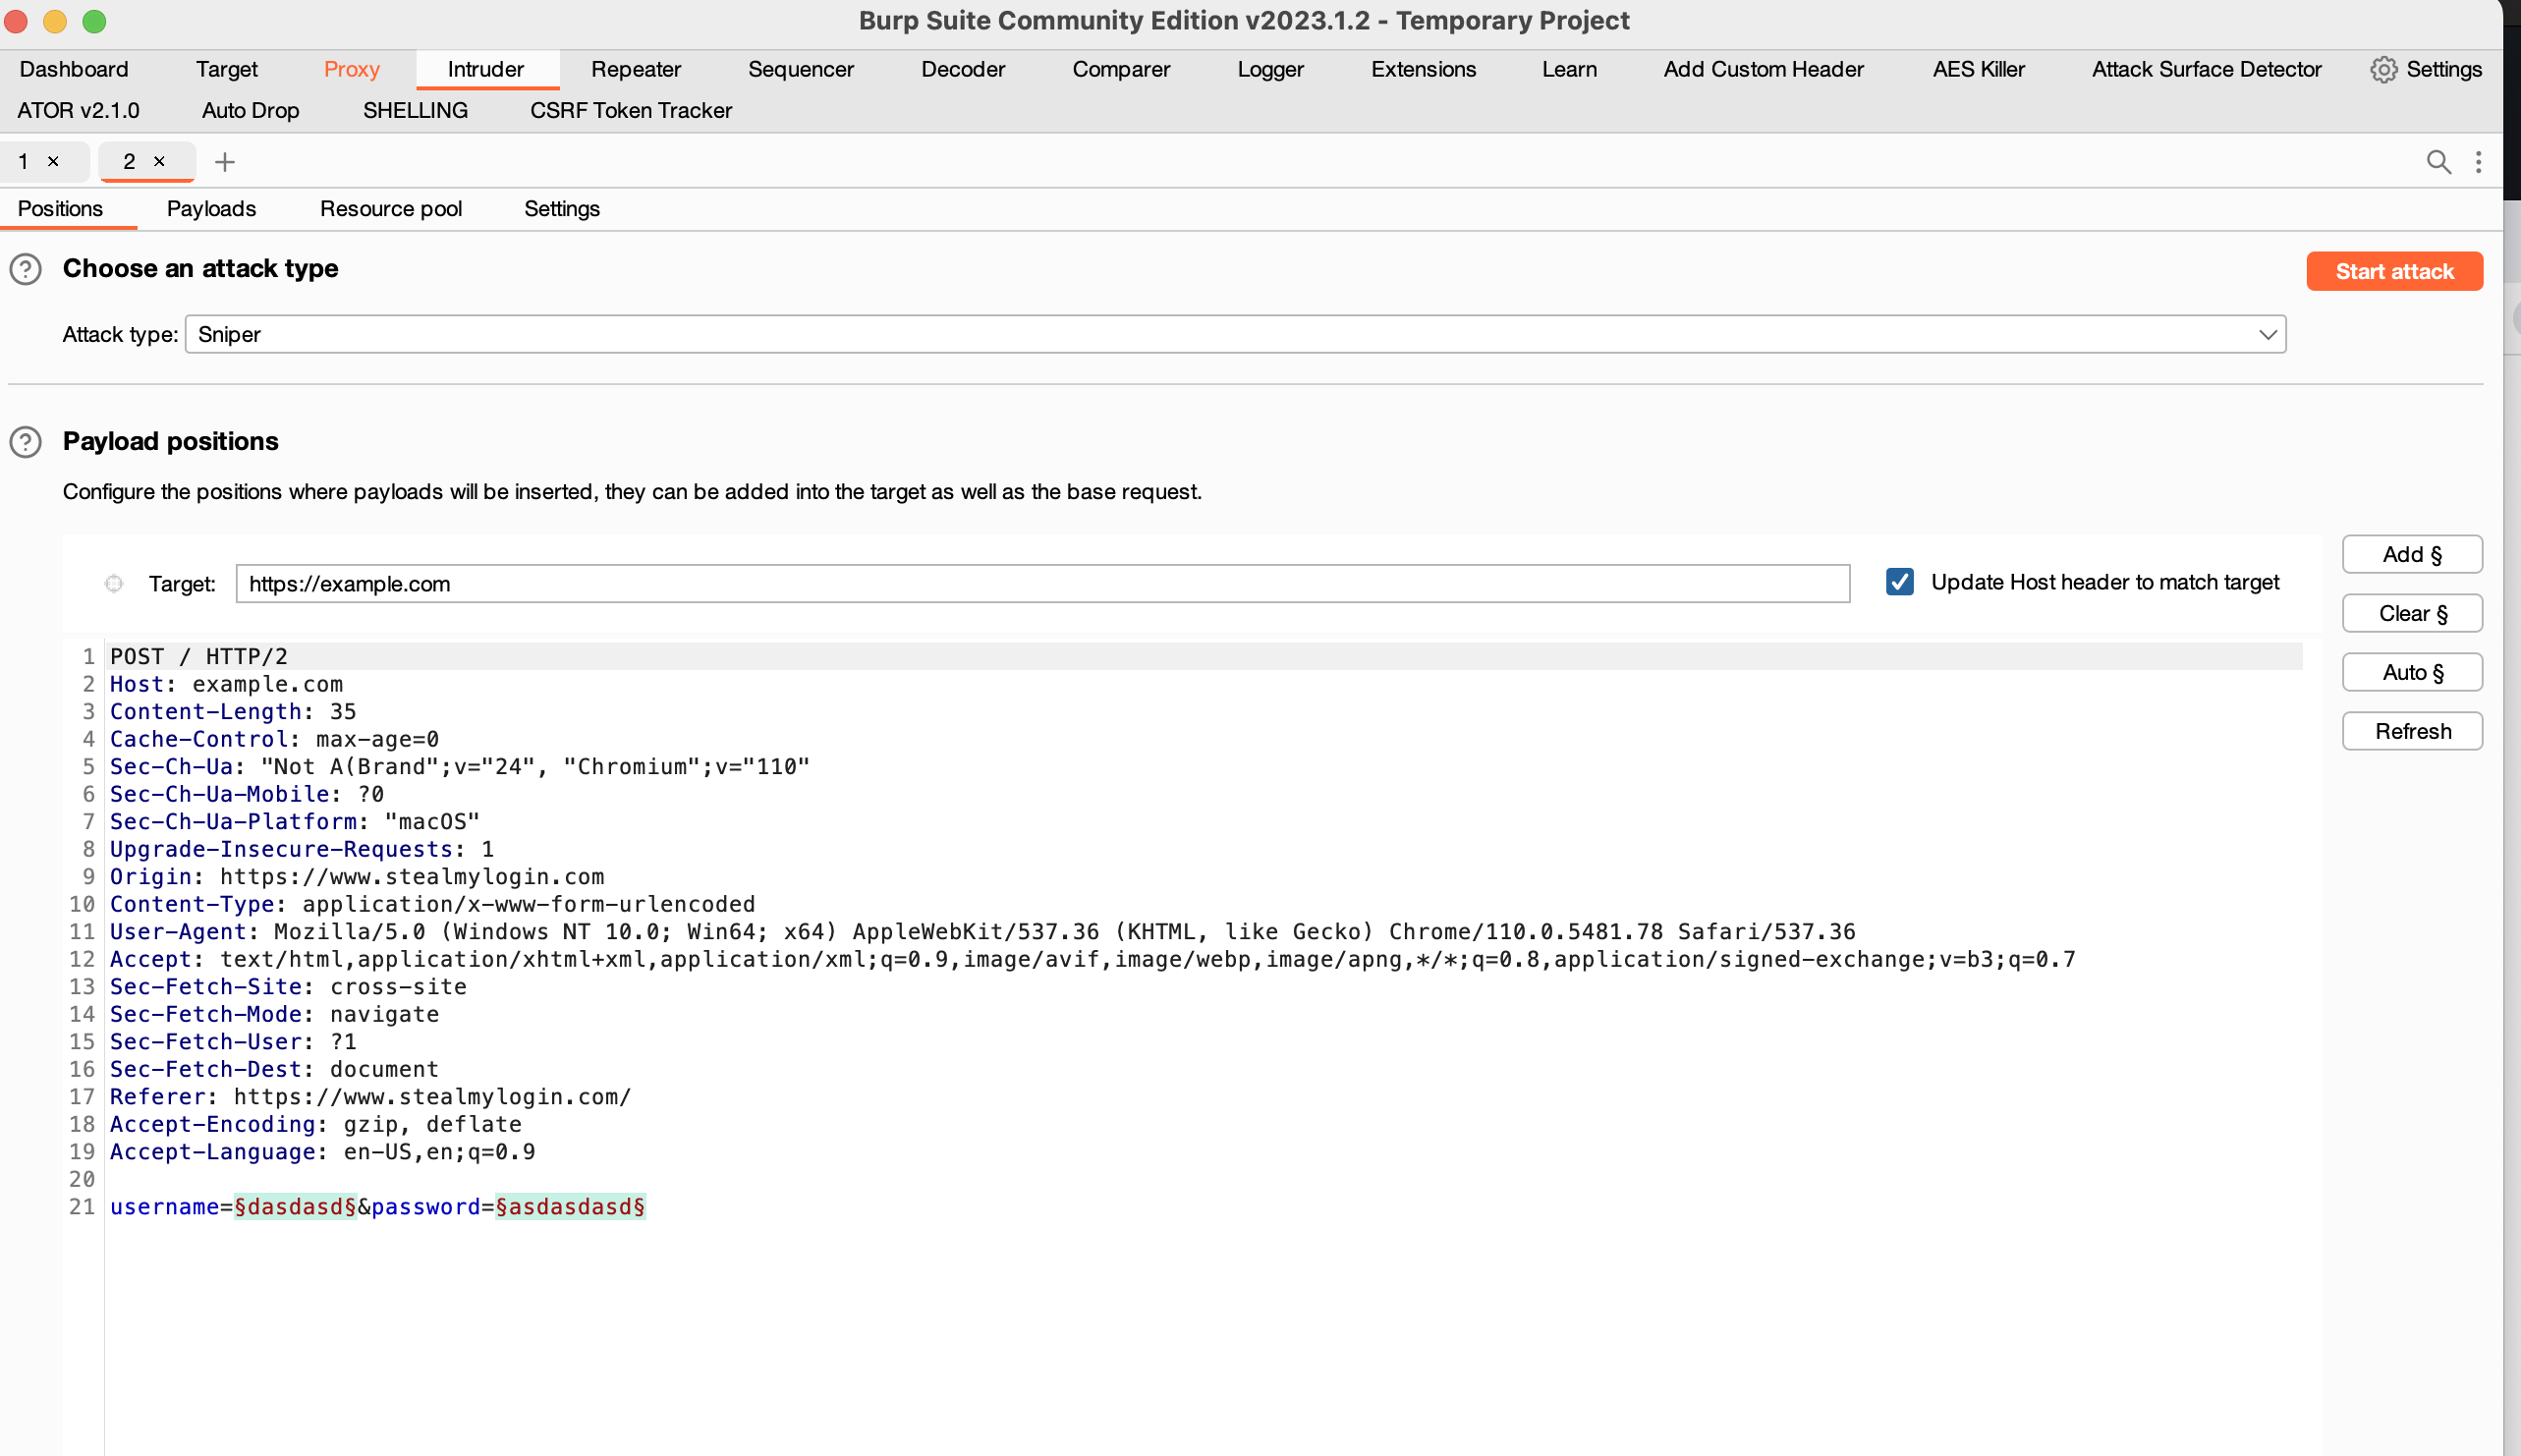 Burp Suite Community Edition v2023.1.2 - Temporary Project
Dashboard Target Proxy Intruder Repeater Sequencer Decoder Comparer Logger Extensions Learn Add Custom Header AES Killer Attack Surface Detector Settings
ATOR v2.1.0 Auto Drop SHELLING CSRF Token Tracker
1 × 2 × +
Positions Payloads Resource pool Settings
? Choose an attack type Start attack
Attack type: Sniper
? Payload positions
Configure the positions where payloads will be inserted, they can be added into the target as well as the base request.
Add §
Target: https://example.com Update Host header to match target
Clear §
Auto §
Refresh
1 POST / HTTP/2
2 Host: example.com
3 Content-Length: 35
4 Cache-Control: max-age=0
5 Sec-Ch-Ua: "Not A(Brand";v="24", "Chromium";v="110"
6 Sec-Ch-Ua-Mobile: ?0
7 Sec-Ch-Ua-Platform: "macOS"
8 Upgrade-Insecure-Requests: 1
9 Origin: https://www.stealmylogin.com
10 Content-Type: application/x-www-form-urlencoded
11 User-Agent: Mozilla/5.0 (Windows NT 10.0; Win64; x64) AppleWebKit/537.36 (KHTML, like Gecko) Chrome/110.0.5481.78 Safari/537.36
12 Accept: text/html,application/xhtml+xml,application/xml;q=0.9,image/avif,image/webp,image/apng,*/*;q=0.8,application/signed-exchange;v=b3;q=0.7
13 Sec-Fetch-Site: cross-site
14 Sec-Fetch-Mode: navigate
15 Sec-Fetch-User: ?1
16 Sec-Fetch-Dest: document
17 Referer: https://www.stealmylogin.com/
18 Accept-Encoding: gzip, deflate
19 Accept-Language: en-US,en;q=0.9
20
21 username=§dasdasd§&password=§asdasdasd§